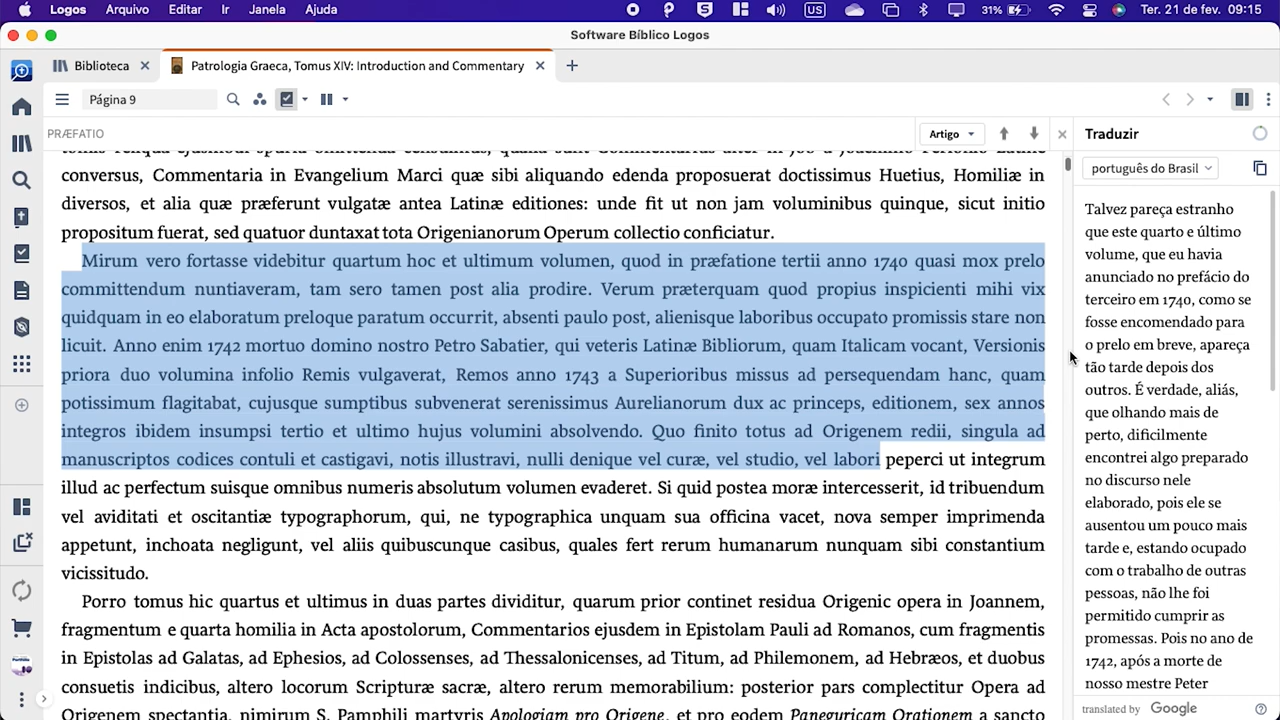 Logos Arquivo Editar Ir Janela Ajuda US 31% Ter. 21 de fev. 09:15
Software Bíblico Logos
Biblioteca Patrologia Graeca, Tomus XIV: Introduction and Commentary
Página 9
PRÆFATIO
Artigo
conversus, Commentaria in Evangelium Marci quæ sibi aliquando edenda proposuerat doctissimus Huetius, Homiliæ in
diversos, et alia quæ præferunt vulgatæ antea Latinæ editiones: unde fit ut non jam voluminibus quinque, sicut initio
propositum fuerat, sed quatuor duntaxat tota Origenianorum Operum collectio conficiatur.
Mirum vero fortasse videbitur quartum hoc et ultimum volumen, quod in præfatione tertii anno 1740 quasi mox prelo
committendum nuntiaveram, tam sero tamen post alia prodire. Verum præterquam quod propius inspicienti mihi vix
quidquam in eo elaboratum preloque paratum occurrit, absenti paulo post, alienisque laboribus occupato promissis stare non
licuit. Anno enim 1742 mortuo domino nostro Petro Sabatier, qui veteris Latinæ Bibliorum, quam Italicam vocant, Versionis
priora duo volumina infolio Remis vulgaverat, Remos anno 1743 a Superioribus missus ad persequendam hanc, quam
potissimum flagitabat, cujusque sumptibus subvenerat serenissimus Aurelianorum dux ac princeps, editionem, sex annos
integros ibidem insumpsi tertio et ultimo hujus volumini absolvendo. Quo finito totus ad Origenem redii, singula ad
manuscriptos codices contuli et castigavi, notis illustravi, nulli denique vel curæ, vel studio, vel labori peperci ut integrum
illud ac perfectum suisque omnibus numeris absolutum volumen evaderet. Si quid postea moræ intercesserit, id tribuendum
vel aviditati et oscitantiæ typographorum, qui, ne typographica unquam sua officina vacet, nova semper imprimenda
appetunt, inchoata negligunt, vel aliis quibuscunque casibus, quales fert rerum humanarum nunquam sibi constantium
vicissitudo.
Porro tomus hic quartus et ultimus in duas partes dividitur, quarum prior continet residua Origenic opera in Joannem,
fragmentum e quarta homilia in Acta apostolorum, Commentarios ejusdem in Epistolam Pauli ad Romanos, cum fragmentis
in Epistolas ad Galatas, ad Ephesios, ad Colossenses, ad Thessalonicenses, ad Titum, ad Philemonem, ad Hebræos, et duobus
consuetis indicibus, altero locorum Scripturæ sacræ, altero rerum memorabilium: posterior pars complectitur Opera ad
Origenem spectantia, nimirum S. Pamphili martyris Apologiam pro Origene, et pro eodem Panegyricam Orationem a sancto
Traduzir
português do Brasil
Talvez pareça estranho
que este quarto e último
volume, que eu havia
anunciado no prefácio do
terceiro em 1740, como se
fosse encomendado para
o prelo em breve, apareça
tão tarde depois dos
outros. É verdade, aliás,
que olhando mais de
perto, dificilmente
encontrei algo preparado
no discurso nele
elaborado, pois ele se
ausentou um pouco mais
tarde e, estando ocupado
com o trabalho de outras
pessoas, não lhe foi
permitido cumprir as
promessas. Pois no ano de
1742, após a morte de
nosso mestre Peter
translated by Google